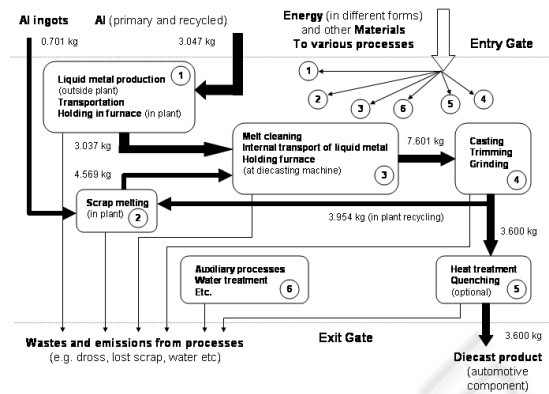 Al ingots
0.701 kg
Al (primary and recycled)
3.047 kg
Energy (in different forms)
and other Materials
To various processes
Entry Gate
1
2
3
6
5
4
Liquid metal production
(outside plant)
Transportation
Holding in furnace (in plant)
1
3.037 kg
4.569 kg
Melt cleaning
Internal transport of liquid metal
Holding furnace
(at diecasting machine)
3
7.601 kg
Casting
Trimming
Grinding
4
Scrap melting
(in plant)
2
3.954 kg (in plant recycling)
3.600 kg
Auxiliary processes
Water treatment
Etc.
6
Heat treatment
Quenching
(optional)
5
Exit Gate
Wastes and emissions from processes
(e.g. dross, lost scrap, water etc)
3.600 kg
Diecast product
(automotive
component)